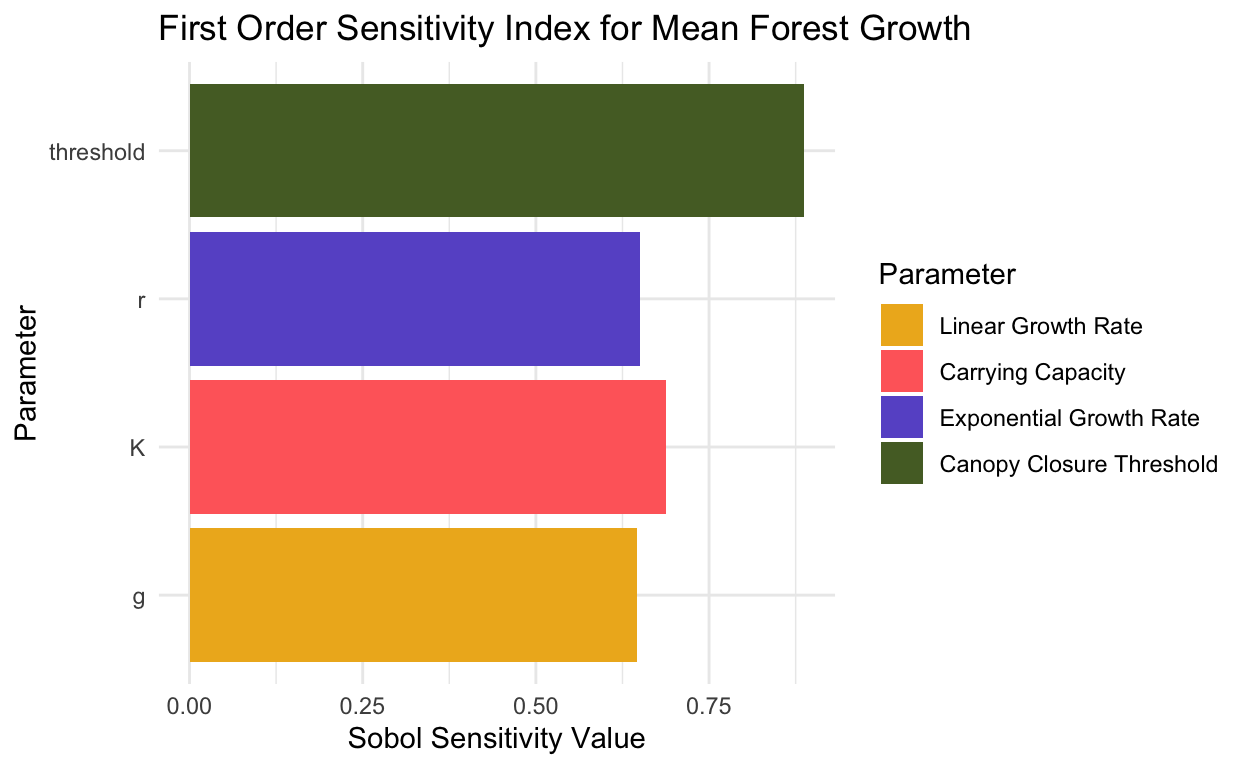 First Order Sensitivity Index for Mean Forest Growth
Parameter
threshold
r
K
g
0.00
0.25
0.50
0.75
Sobol Sensitivity Value
Parameter
Linear Growth Rate
Carrying Capacity
Exponential Growth Rate
Canopy Closure Threshold